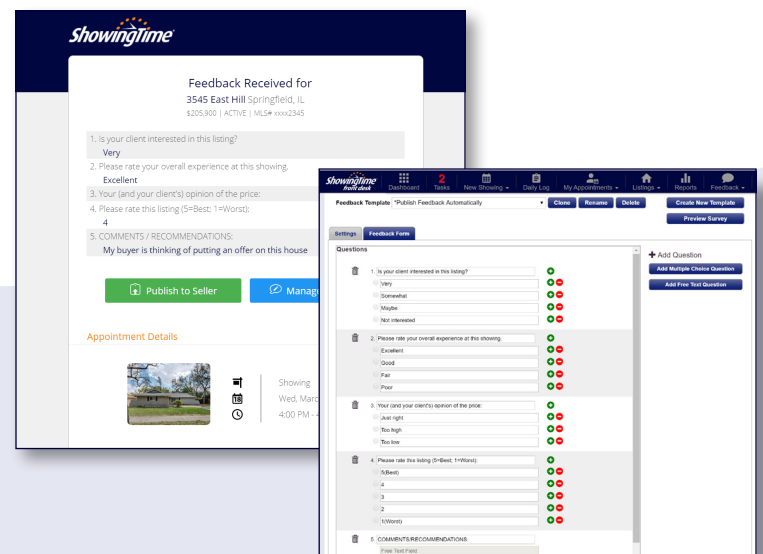 ShowingTime
Feedback Received for
3545 East Hill Springfield, IL
$205,900 | ACTIVE | MLS# xxxx2345
1. Is your client interested in this listing?
Very
2. Please rate your overall experience at this showing.
Excellent
3. Your (and your client's) opinion of the price:
4. Please rate this listing (5=Best; 1=Worst):
4
5. COMMENTS / RECOMMENDATIONS:
My buyer is thinking of putting an offer on this house
Publish to Seller
Manage
Appointment Details
Showing
18
Wed, Marc
4:00 PM - 4
ShowingTime
front desk
Dashboard
2
Tasks
New Showing
Daily Log
My Appointments
Listings
Reports
Feedback
Feedback Template *Publish Feedback Automatically
Clone
Rename
Delete
Create New Template
Preview Survey
Settings
Feedback Form
Questions
Add Question
Add Multiple Choice Question
Add Free Text Question
1. Is your client interested in this listing?
Very
Somewhat
Maybe
Not interested
2. Please rate your overall experience at this showing.
Excellent
Good
Fair
Poor
3. Your (and your client's) opinion of the price:
Just right
Too high
Too low
4. Please rate this listing (5=Best; 1=Worst):
5(Best)
4
3
2
1(Worst)
5. COMMENTS/RECOMMENDATIONS:
Free Text Field